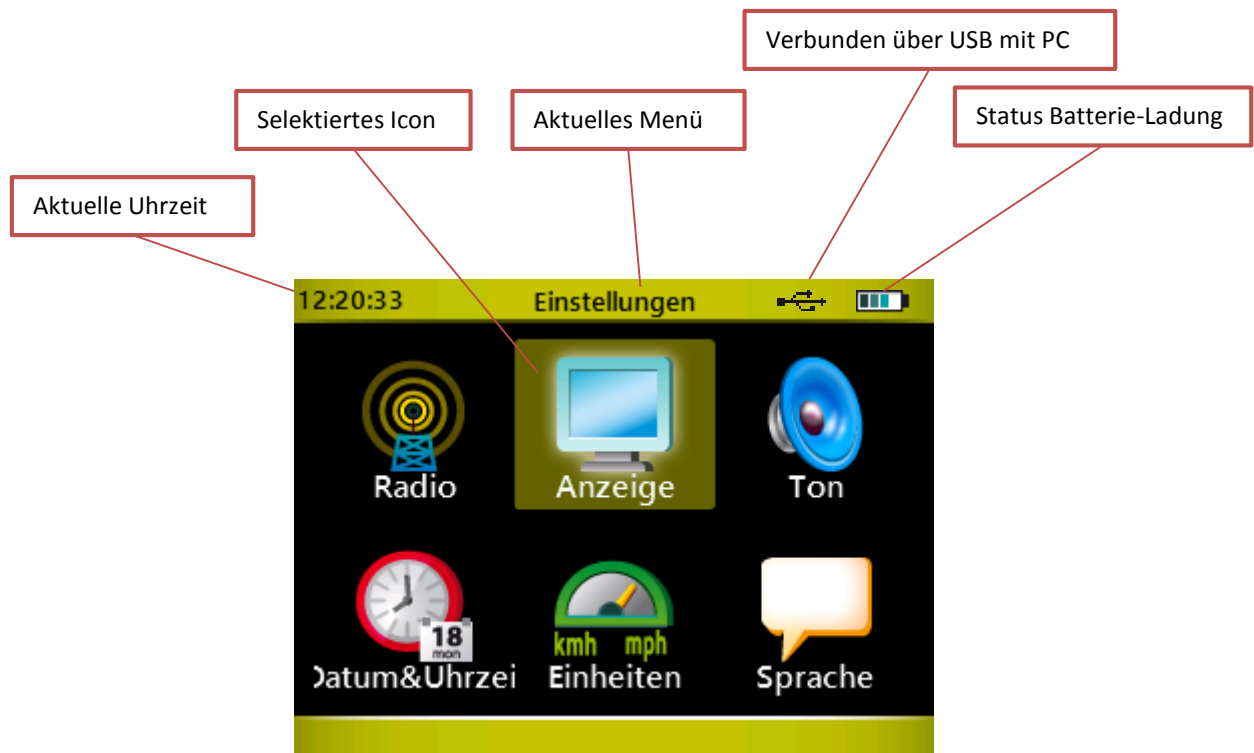 Verbunden über USB mit PC
Selektiertes Icon
Aktuelles Menü
Status Batterie-Ladung
Aktuelle Uhrzeit
12:20:33 Einstellungen
Radio Anzeige Ton
18
mon
kmh mph
Datum&Uhrzei Einheiten Sprache